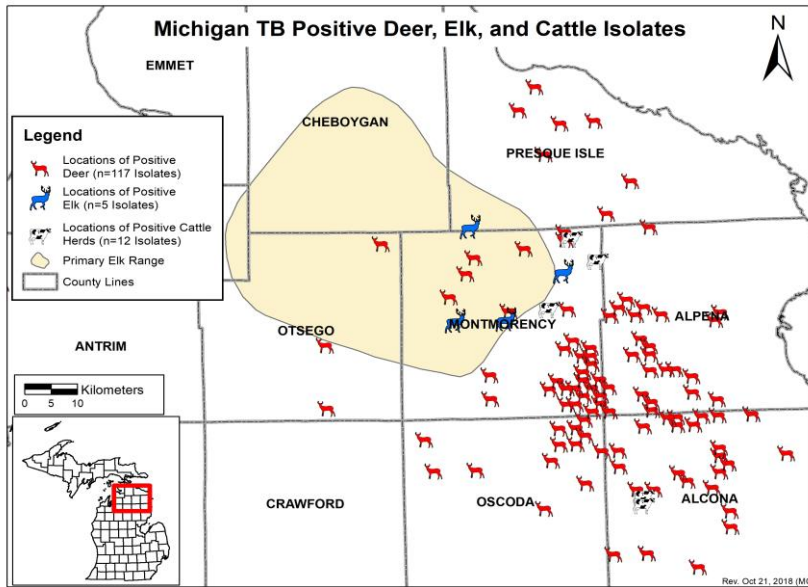 Michigan TB Positive Deer, Elk, and Cattle Isolates
N
EMMET
CHEBOYGAN
PRESQUE ISLE
Legend
Locations of Positive
Deer (n=117 Isolates)
Locations of Positive
Elk (n=5 Isolates)
Locations of Positive Cattle
Herds (n=12 Isolates)
Primary Elk Range
County Lines
OTSEGO
MONTMORENCY
ALPENA
ANTRIM
Kilometers
0 5 10
CRAWFORD
OSCODA
ALCONA
Rev. Oct 21, 2018